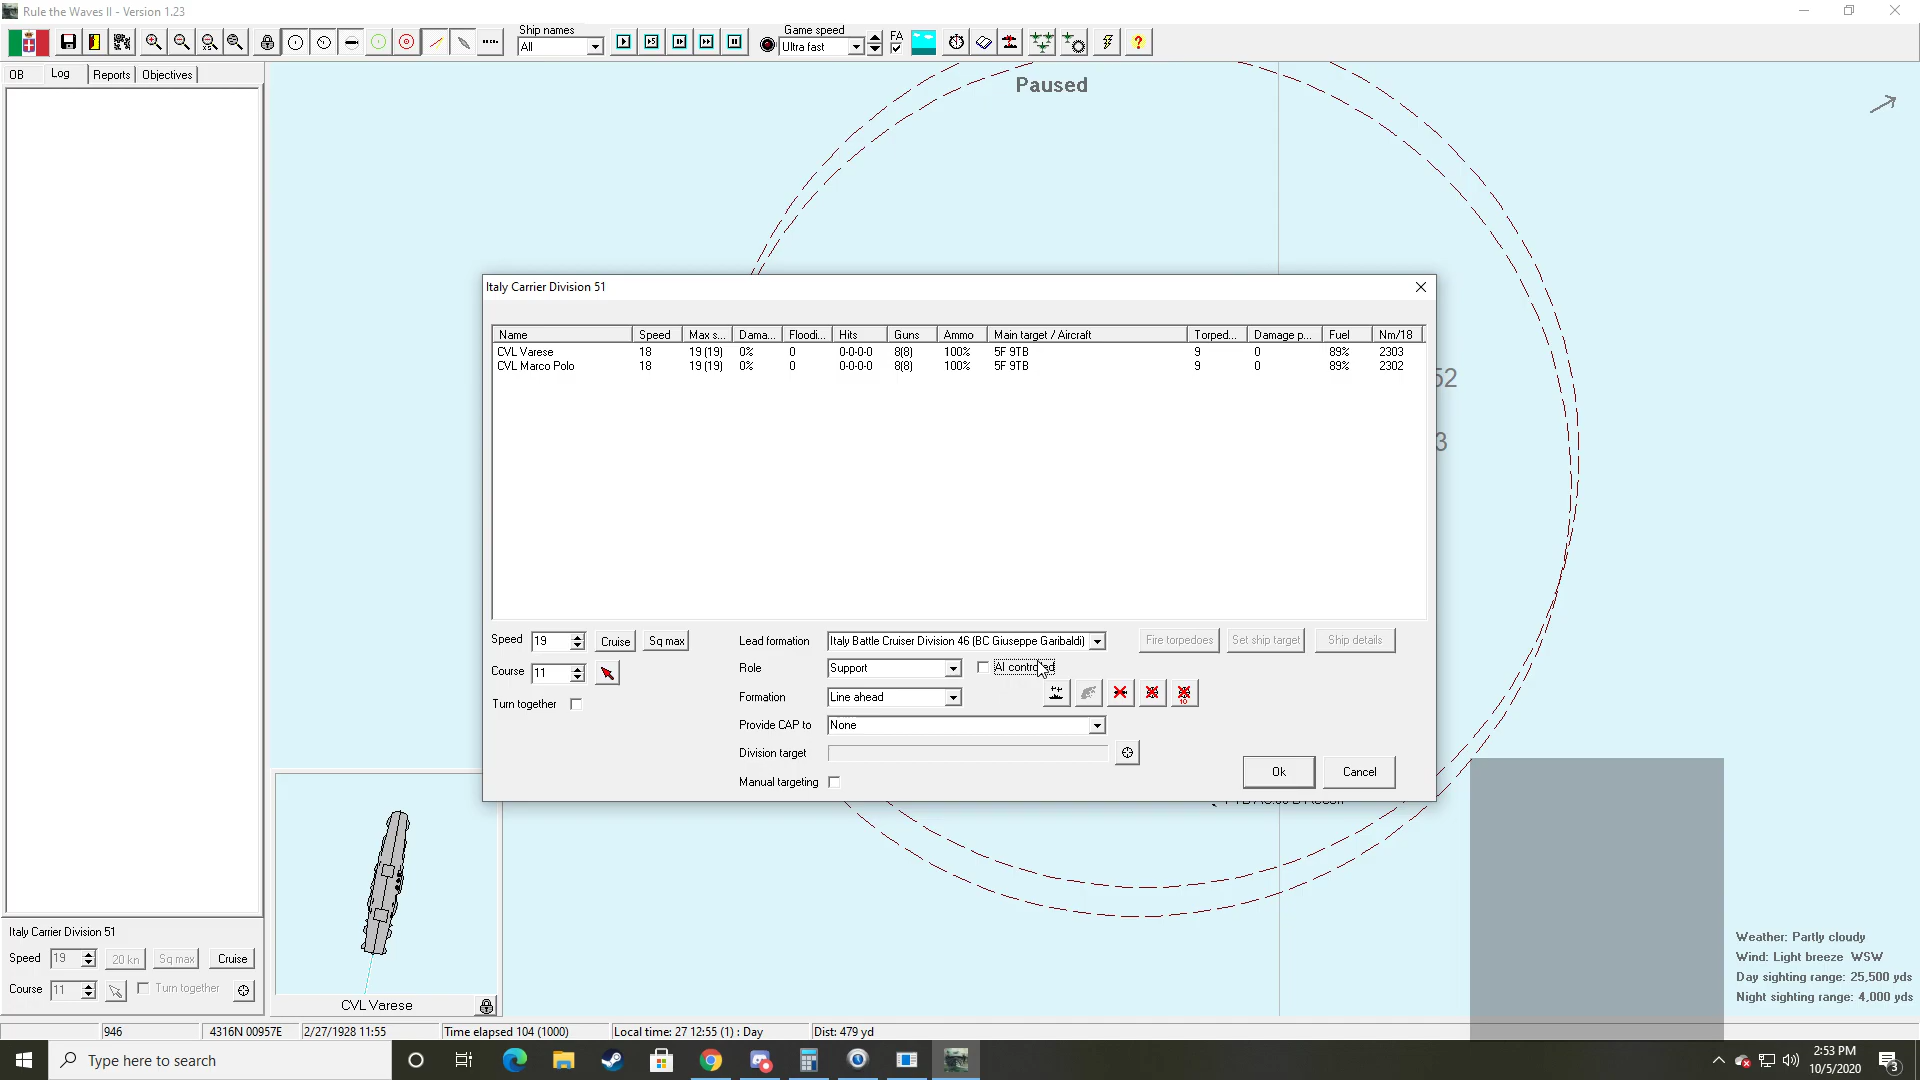 Rule the Waves II - Version 1.23
Ship names
All
Game speed
Ultra fast
FA
OB
Log
Reports
Objectives
Paused
Italy Carrier Division 51
Name Speed Max s... Dama... Floodi... Hits Guns Ammo Main target / Aircraft Torped... Damage p... Fuel Nm/18
CVL Varese 18 19 (19) 0% 0 0-0-0-0 8(8) 100% 5F 9TB 9 0 89% 2303
CVL Marco Polo 18 19 (19) 0% 0 0-0-0-0 8(8) 100% 5F 9TB 9 0 89% 2302
52
3
Speed 19 Cruise Sq max
Course 11
Turn together
Lead formation Italy Battle Cruiser Division 46 (BC Giuseppe Garibaldi)
Role Support AI controlled
Formation Line ahead
10
Provide CAP to None
Division target
Manual targeting
Fire torpedoes Set ship target Ship details
Ok Cancel
Italy Carrier Division 51
Speed 19 20 kn Sq max Cruise
Course 11 Turn together
CVL Varese
Weather: Partly cloudy
Wind: Light breeze WSW
Day sighting range: 25,500 yds
Night sighting range: 4,000 yds
946 4316N 00957E 2/27/1928 11:55 Time elapsed 104 (1000) Local time: 27 12:55 (1) : Day Dist: 479 yd
Type here to search
2:53 PM
10/5/2020
3